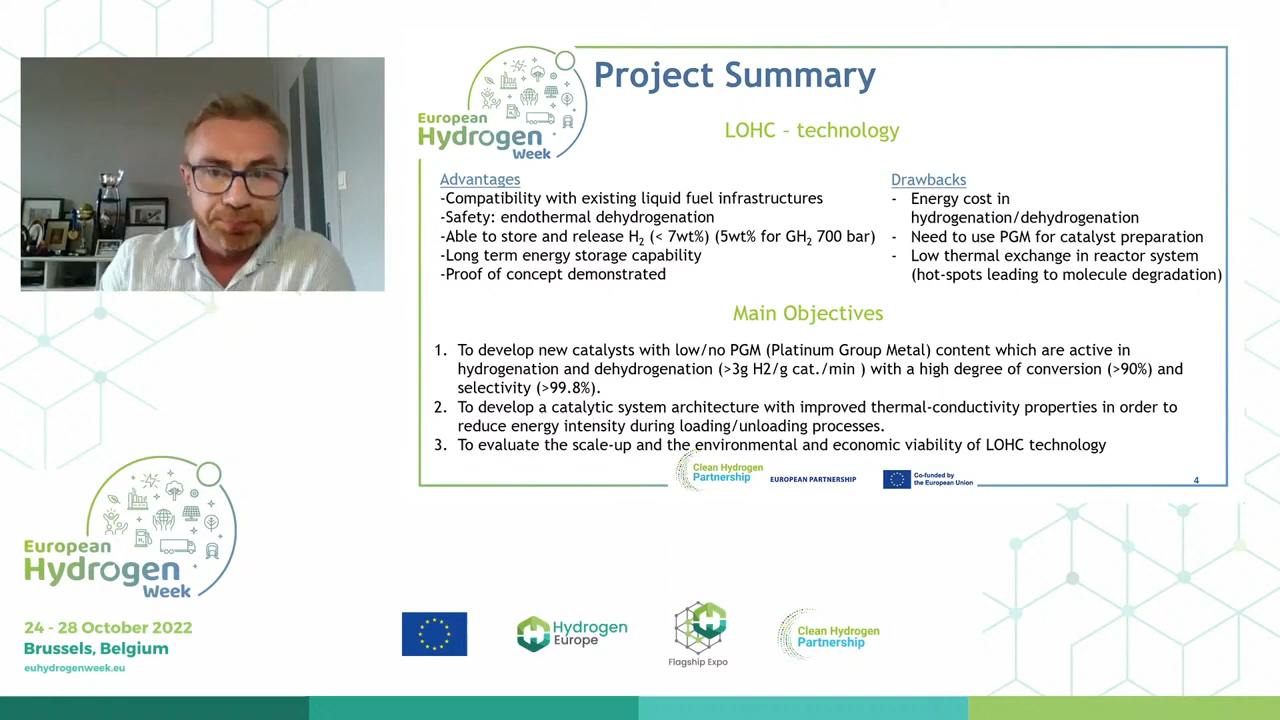 European
Hydrogen
Week
Project Summary
LOHC – technology
Advantages
-Compatibility with existing liquid fuel infrastructures
-Safety: endothermal dehydrogenation
-Able to store and release H₂ (< 7wt%) (5wt% for GH₂ 700 bar)
-Long term energy storage capability
-Proof of concept demonstrated
Drawbacks
- Energy cost in
hydrogenation/dehydrogenation
- Need to use PGM for catalyst preparation
- Low thermal exchange in reactor system
(hot-spots leading to molecule degradation)
Main Objectives
1. To develop new catalysts with low/no PGM (Platinum Group Metal) content which are active in
hydrogenation and dehydrogenation (>3g H2/g cat./min ) with a high degree of conversion (>90%) and
selectivity (>99.8%).
2. To develop a catalytic system architecture with improved thermal-conductivity properties in order to
reduce energy intensity during loading/unloading processes.
3. To evaluate the scale-up and the environmental and economic viability of LOHC technology
Clean Hydrogen
Partnership
EUROPEAN PARTNERSHIP
Co-funded by
the European Union
4
European
Hydrogen
Week
24 - 28 October 2022
Brussels, Belgium
euhydrogenweek.eu
Hydrogen
Europe
Flagship Expo
Clean Hydrogen
Partnership